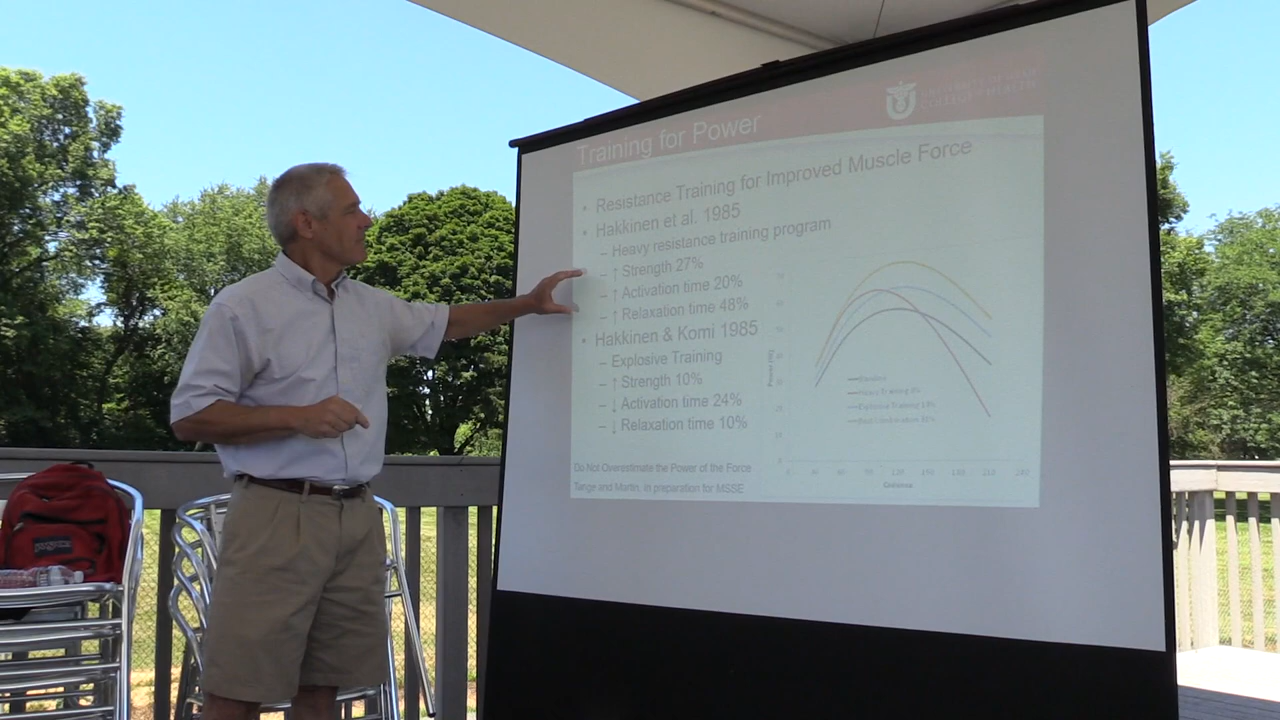 Training for Power
• Resistance Training for Improved Muscle Force
• Hakkinen et al. 1985
– Heavy resistance training program
– ↑ Strength 27%
– ↑ Activation time 20%
– ↑ Relaxation time 48%
• Hakkinen & Komi 1985
– Explosive Training
– ↑ Strength 10%
– ↓ Activation time 24%
– ↓ Relaxation time 10%
Do Not Overestimate the Power of the Force
Tange and Martin, in preparation for MSSE
Cadence
JANSPORT